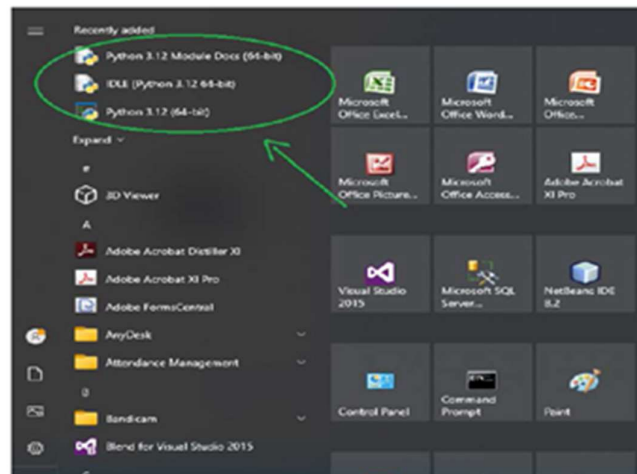 Recently added
Python 3.12 Module Docs (64-bit)
IDLE (Python 3.12 64-bit)
Python 3.12 (64-bit)
Expand
#
3D Viewer
A
Adobe Acrobat Distiller XI
Adobe Acrobat XI Pro
Adobe FormsCentral
AnyDesk
Attendance Management
B
Bandicam
Blend for Visual Studio 2015
Microsoft
Office Excel...
Microsoft
Office Word...
Microsoft
Office...
Microsoft
Office Picture...
Microsoft
Office Access...
Adobe Acrobat
XI Pro
Visual Studio
2015
Microsoft SQL
Server...
NetBeans IDE
8.2
Control Panel
Command
Prompt
Paint